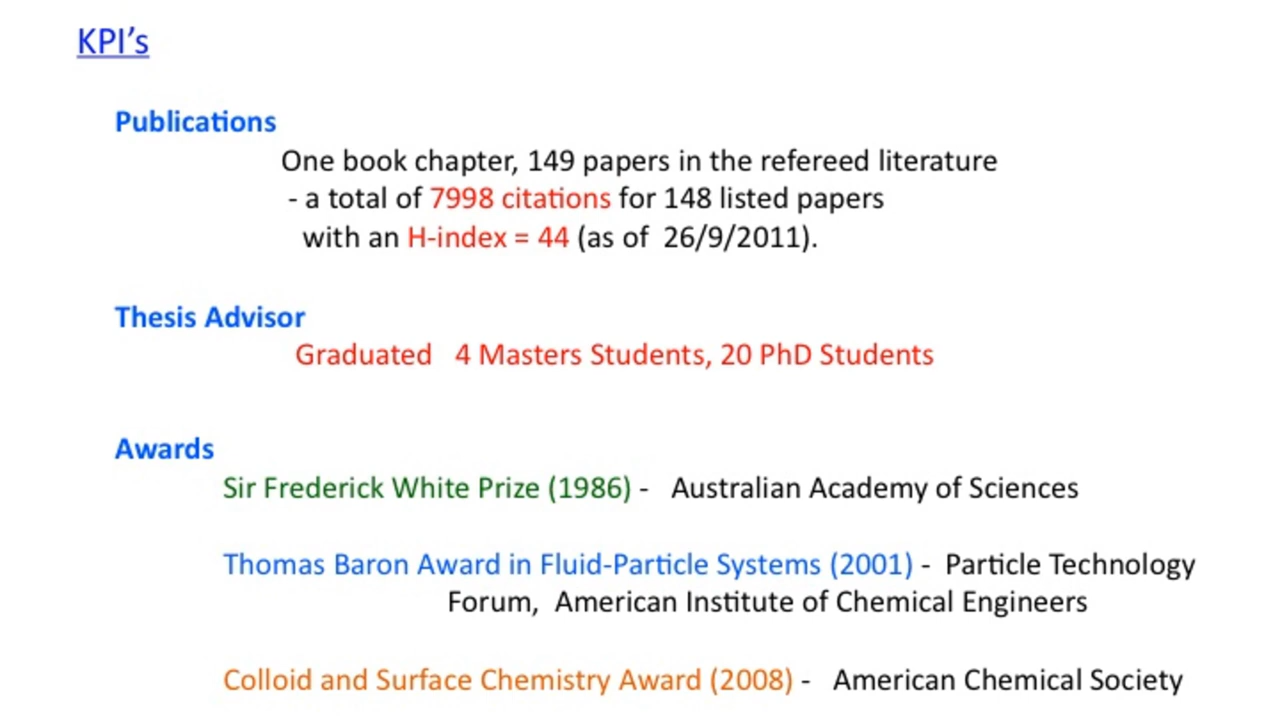 KPI’s
Publications
One book chapter, 149 papers in the refereed literature
- a total of 7998 citations for 148 listed papers
with an H-index = 44 (as of 26/9/2011).
Thesis Advisor
Graduated 4 Masters Students, 20 PhD Students
Awards
Sir Frederick White Prize (1986) - Australian Academy of Sciences
Thomas Baron Award in Fluid-Particle Systems (2001) - Particle Technology
Forum, American Institute of Chemical Engineers
Colloid and Surface Chemistry Award (2008) - American Chemical Society